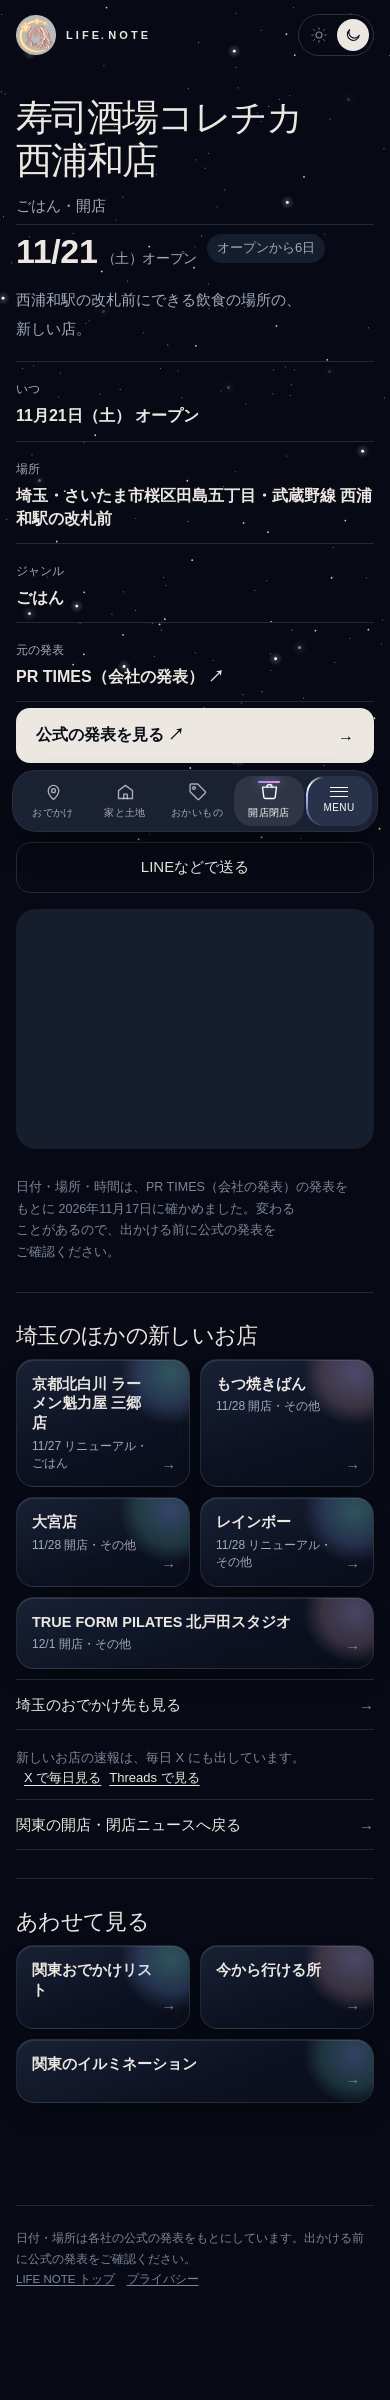 LIFE.NOTE
寿司酒場コレチカ
西浦和店
ごはん・開店
11/21 （土）オープン オープンから6日
西浦和駅の改札前にできる飲食の場所の、
新しい店。
いつ
11月21日（土） オープン
場所
埼玉・さいたま市桜区田島五丁目・武蔵野線 西浦
和駅の改札前
ジャンル
ごはん
元の発表
PR TIMES（会社の発表） ↗
公式の発表を見る ↗ →
おでかけ 家と土地 おかいもの 開店閉店 MENU
LINEなどで送る
日付・場所・時間は、PR TIMES（会社の発表）の発表を
もとに 2026年11月17日に確かめました。変わる
ことがあるので、出かける前に公式の発表を
ご確認ください。
埼玉のほかの新しいお店
京都北白川 ラー
メン魁力屋 三郷
店
11/27 リニューアル・
ごはん
→
もつ焼きばん
11/28 開店・その他
→
大宮店
11/28 開店・その他
→
レインボー
11/28 リニューアル・
その他
→
TRUE FORM PILATES 北戸田スタジオ
12/1 開店・その他
→
埼玉のおでかけ先も見る →
新しいお店の速報は、毎日 X にも出しています。
X で毎日見る Threads で見る
関東の開店・閉店ニュースへ戻る →
あわせて見る
関東おでかけリス
ト
→
今から行ける所
→
関東のイルミネーション
→
日付・場所は各社の公式の発表をもとにしています。出かける前
に公式の発表をご確認ください。
LIFE NOTE トップ プライバシー